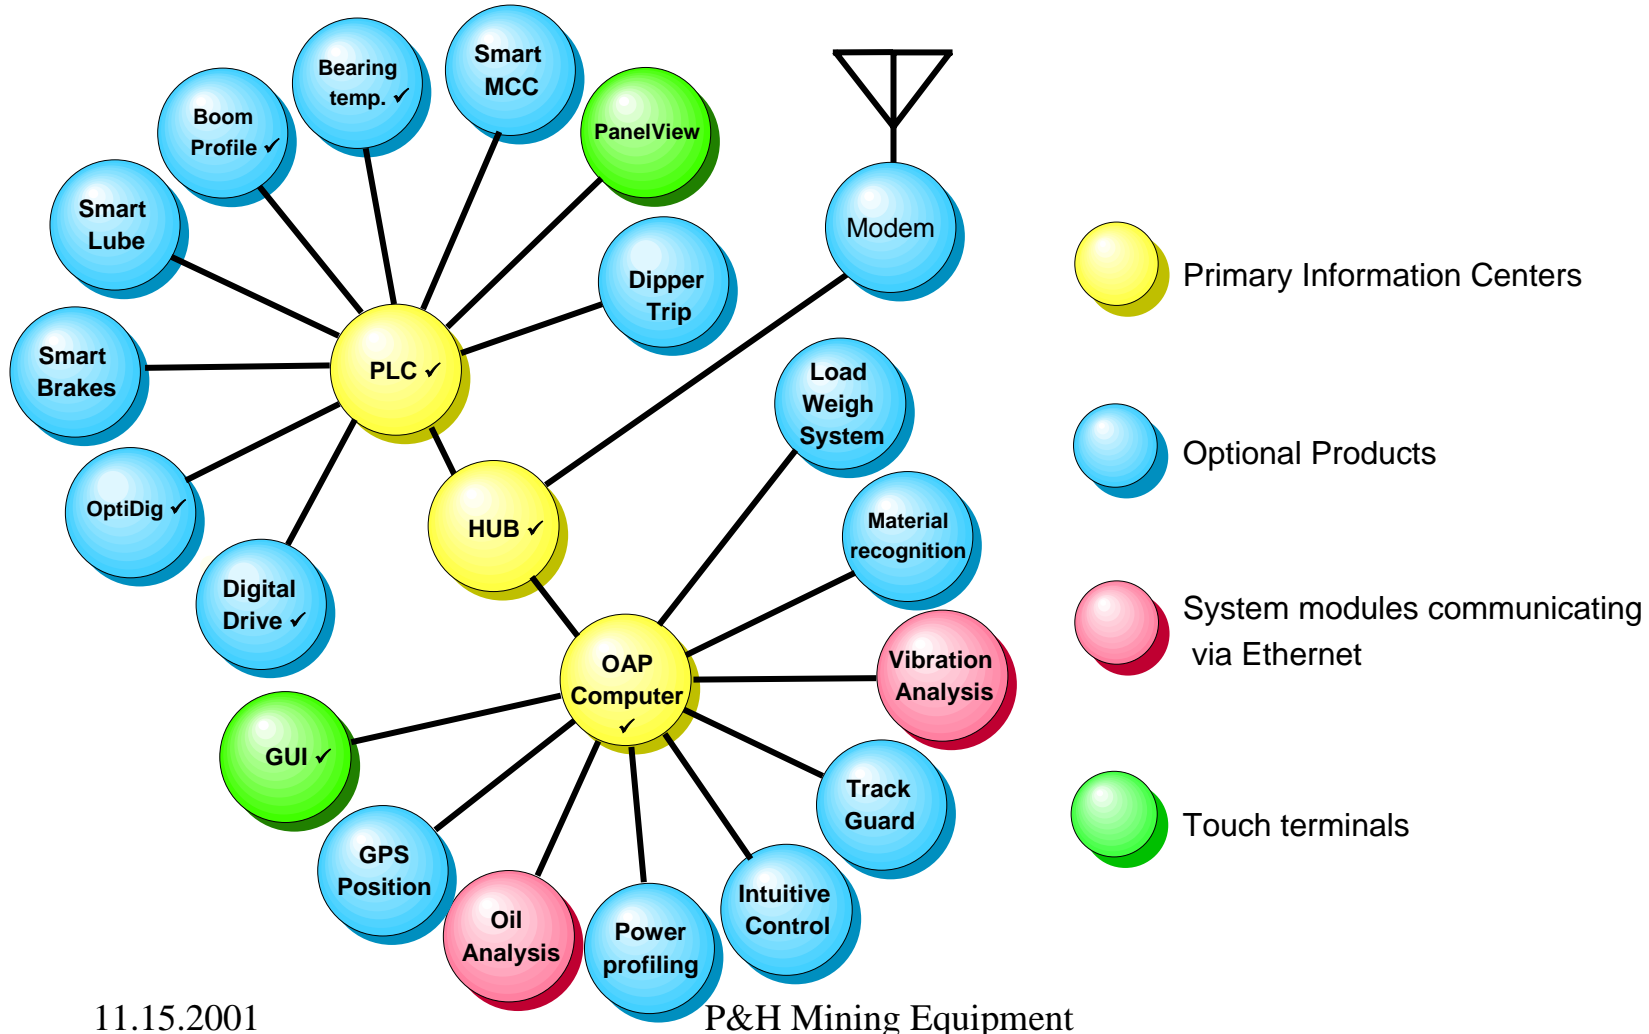 Smart
MCC
Bearing
temp. ✓
Boom
Profile ✓
PanelView
Smart
Lube
Modem
Dipper
Trip
Primary Information Centers
Smart
Brakes
PLC ✓
Load
Weigh
System
Optional Products
OptiDig ✓
HUB ✓
Material
recognition
Digital
Drive ✓
System modules communicating
via Ethernet
OAP
Computer
✓
Vibration
Analysis
GUI ✓
Track
Guard
Touch terminals
GPS
Position
Oil
Analysis
Power
profiling
Intuitive
Control
11.15.2001
P&H Mining Equipment